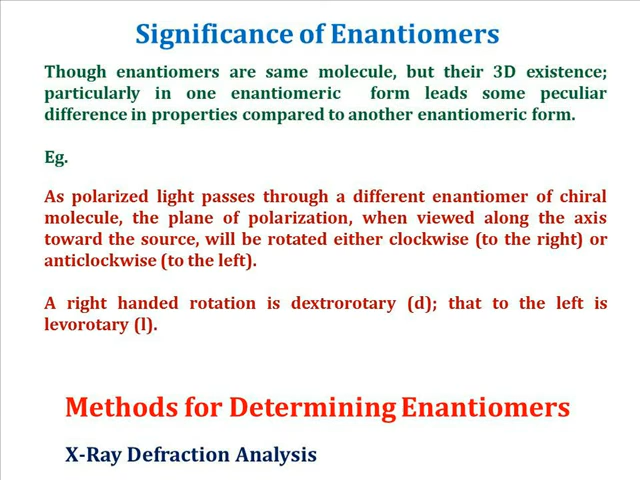 Significance of Enantiomers
Though enantiomers are same molecule, but their 3D existence;
particularly in one enantiomeric form leads some peculiar
difference in properties compared to another enantiomeric form.
Eg.
As polarized light passes through a different enantiomer of chiral
molecule, the plane of polarization, when viewed along the axis
toward the source, will be rotated either clockwise (to the right) or
anticlockwise (to the left).
A right handed rotation is dextrorotary (d); that to the left is
levorotary (l).
Methods for Determining Enantiomers
X-Ray Defraction Analysis